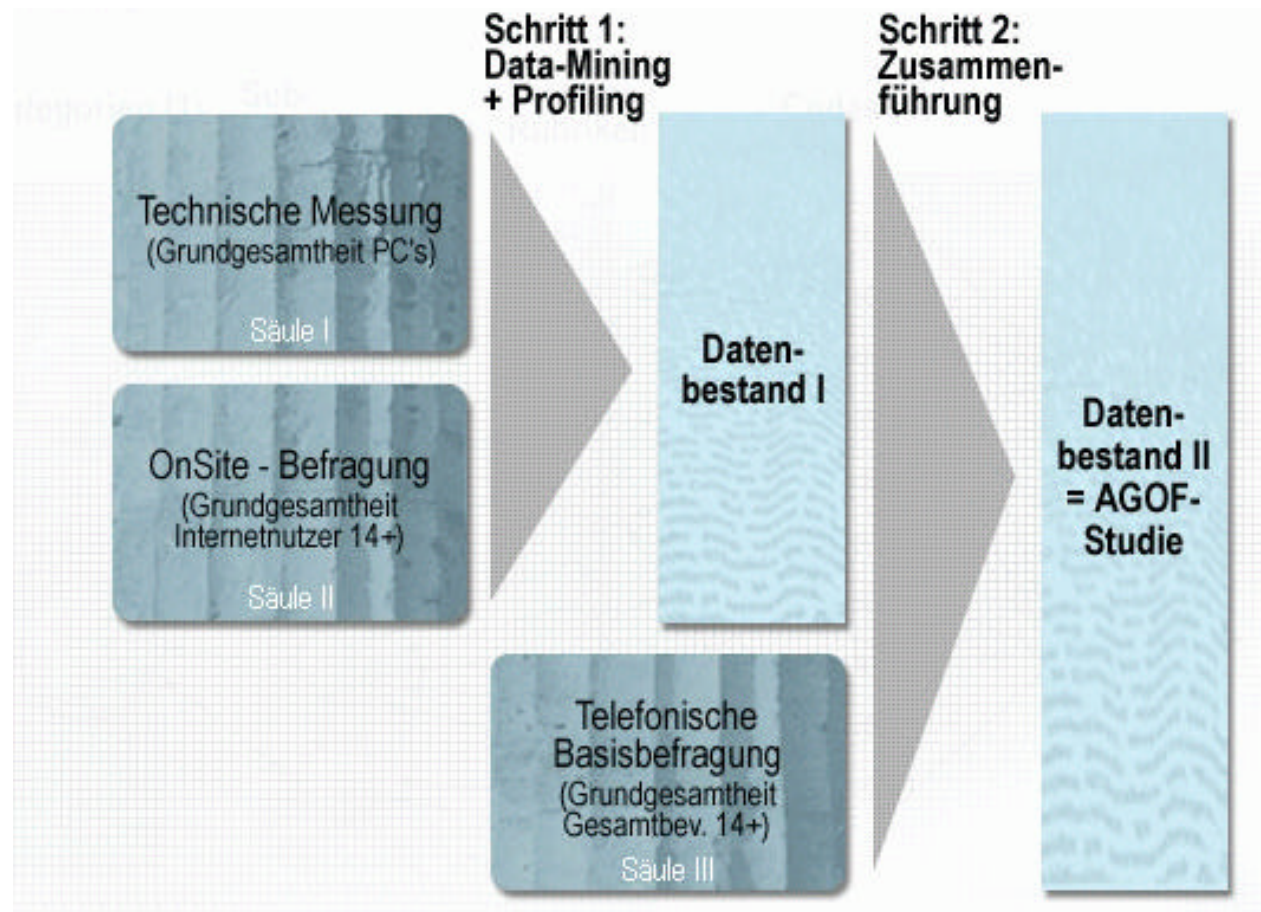 Schritt 1:
Data-Mining
+ Profiling
Schritt 2:
Zusammen-
führung
Technische Messung
(Grundgesamtheit PC's)
Säule I
OnSite - Befragung
(Grundgesamtheit
Internetnutzer 14+)
Säule II
Daten-
bestand I
Telefonische
Basisbefragung
(Grundgesamtheit
Gesamtbev. 14+)
Säule III
Daten-
bestand II
= AGOF-
Studie